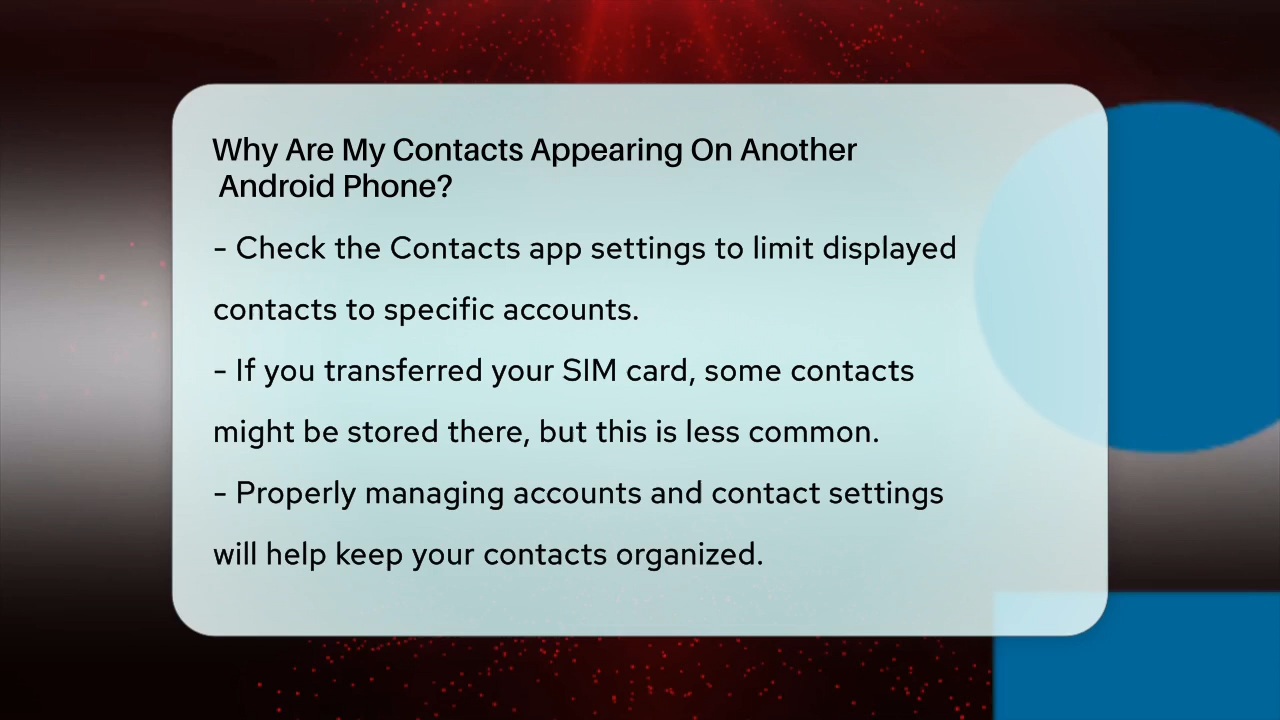 Why Are My Contacts Appearing On Another
Android Phone?
- Check the Contacts app settings to limit displayed
contacts to specific accounts.
- If you transferred your SIM card, some contacts
might be stored there, but this is less common.
- Properly managing accounts and contact settings
will help keep your contacts organized.